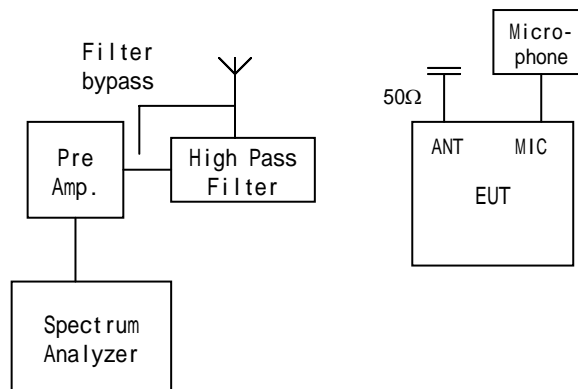 Filter
bypass
Pre
Amp.
High Pass
Filter
Spectrum
Analyzer
Micro-
phone
50Ω
ANT MIC
EUT